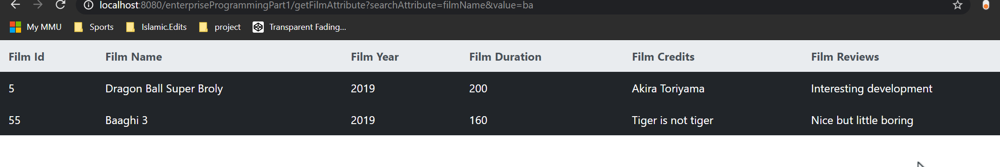 localhost:8080/enterpriseProgrammingPart1/getFilmAttribute?searchAttribute=filmName&value=ba
My MMU Sports Islamic.Edits project Transparent Fading...
Film Id Film Name Film Year Film Duration Film Credits Film Reviews
5 Dragon Ball Super Broly 2019 200 Akira Toriyama Interesting development
55 Baaghi 3 2019 160 Tiger is not tiger Nice but little boring